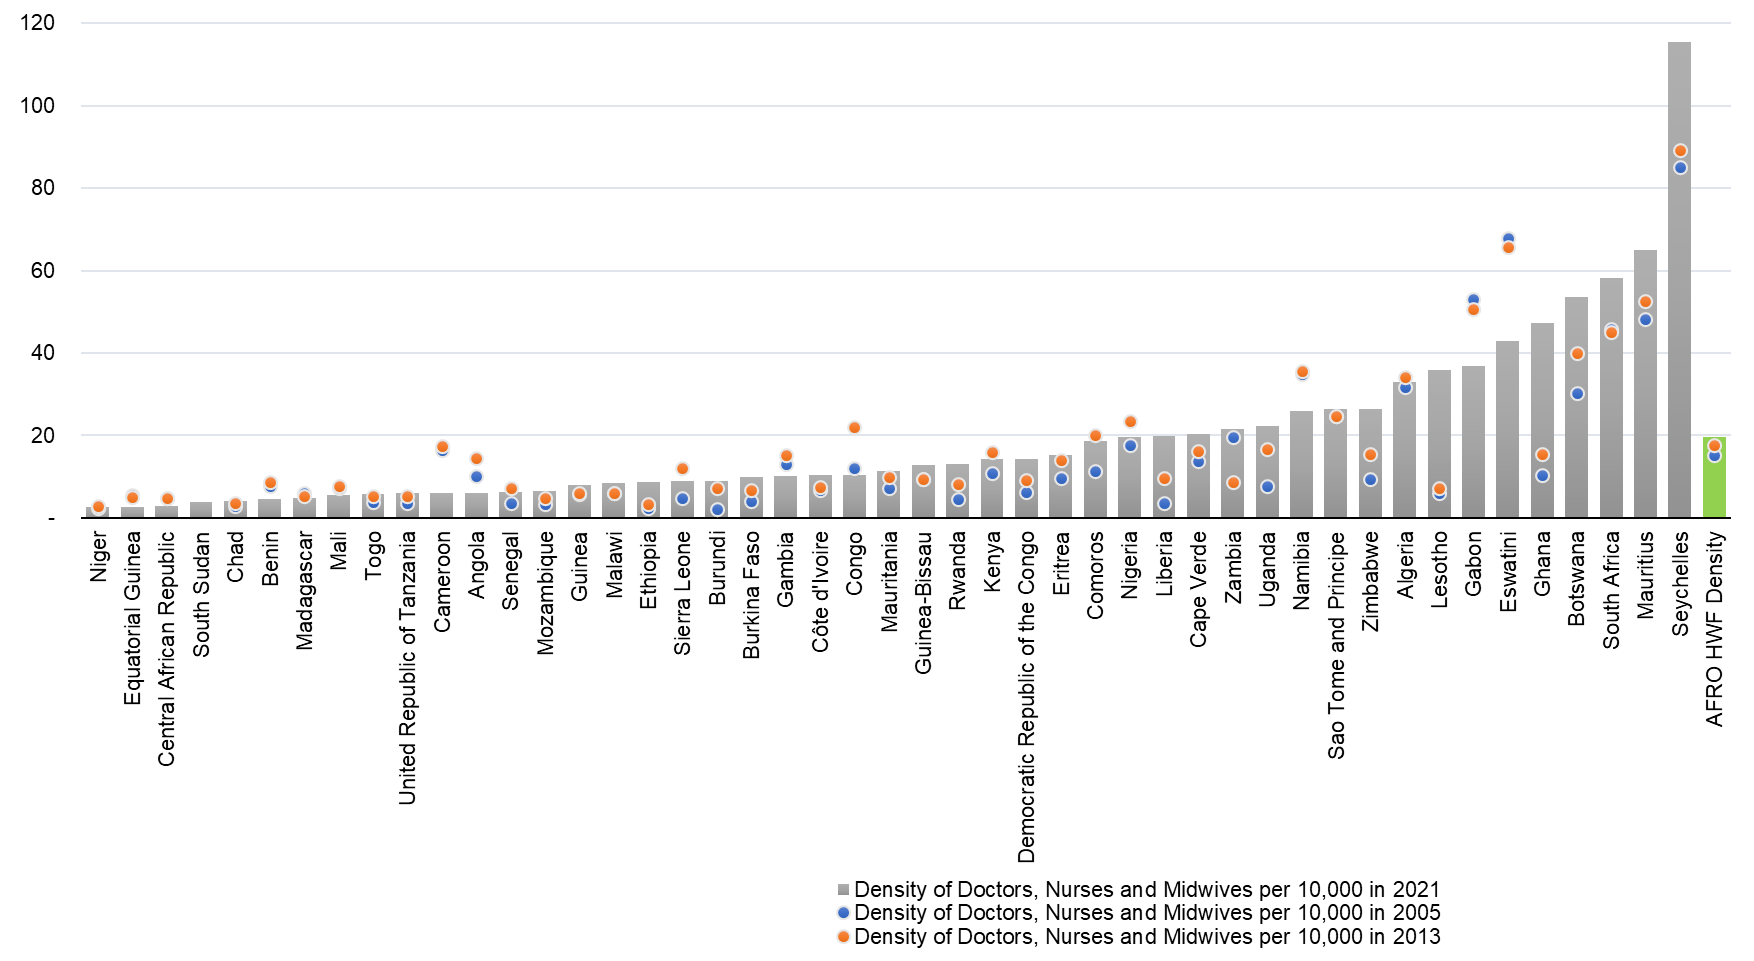 120
100
80
60
40
20
-
Niger
Equatorial Guinea
Central African Republic
South Sudan
Chad
Benin
Madagascar
Mali
Togo
United Republic of Tanzania
Cameroon
Angola
Senegal
Mozambique
Guinea
Malawi
Ethiopia
Sierra Leone
Burundi
Burkina Faso
Gambia
Côte d'Ivoire
Congo
Mauritania
Guinea-Bissau
Rwanda
Kenya
Democratic Republic of the Congo
Eritrea
Comoros
Nigeria
Liberia
Cape Verde
Zambia
Uganda
Namibia
Sao Tome and Principe
Zimbabwe
Algeria
Lesotho
Gabon
Eswatini
Ghana
Botswana
South Africa
Mauritius
Seychelles
AFRO HWF Density
Density of Doctors, Nurses and Midwives per 10,000 in 2021
Density of Doctors, Nurses and Midwives per 10,000 in 2005
Density of Doctors, Nurses and Midwives per 10,000 in 2013